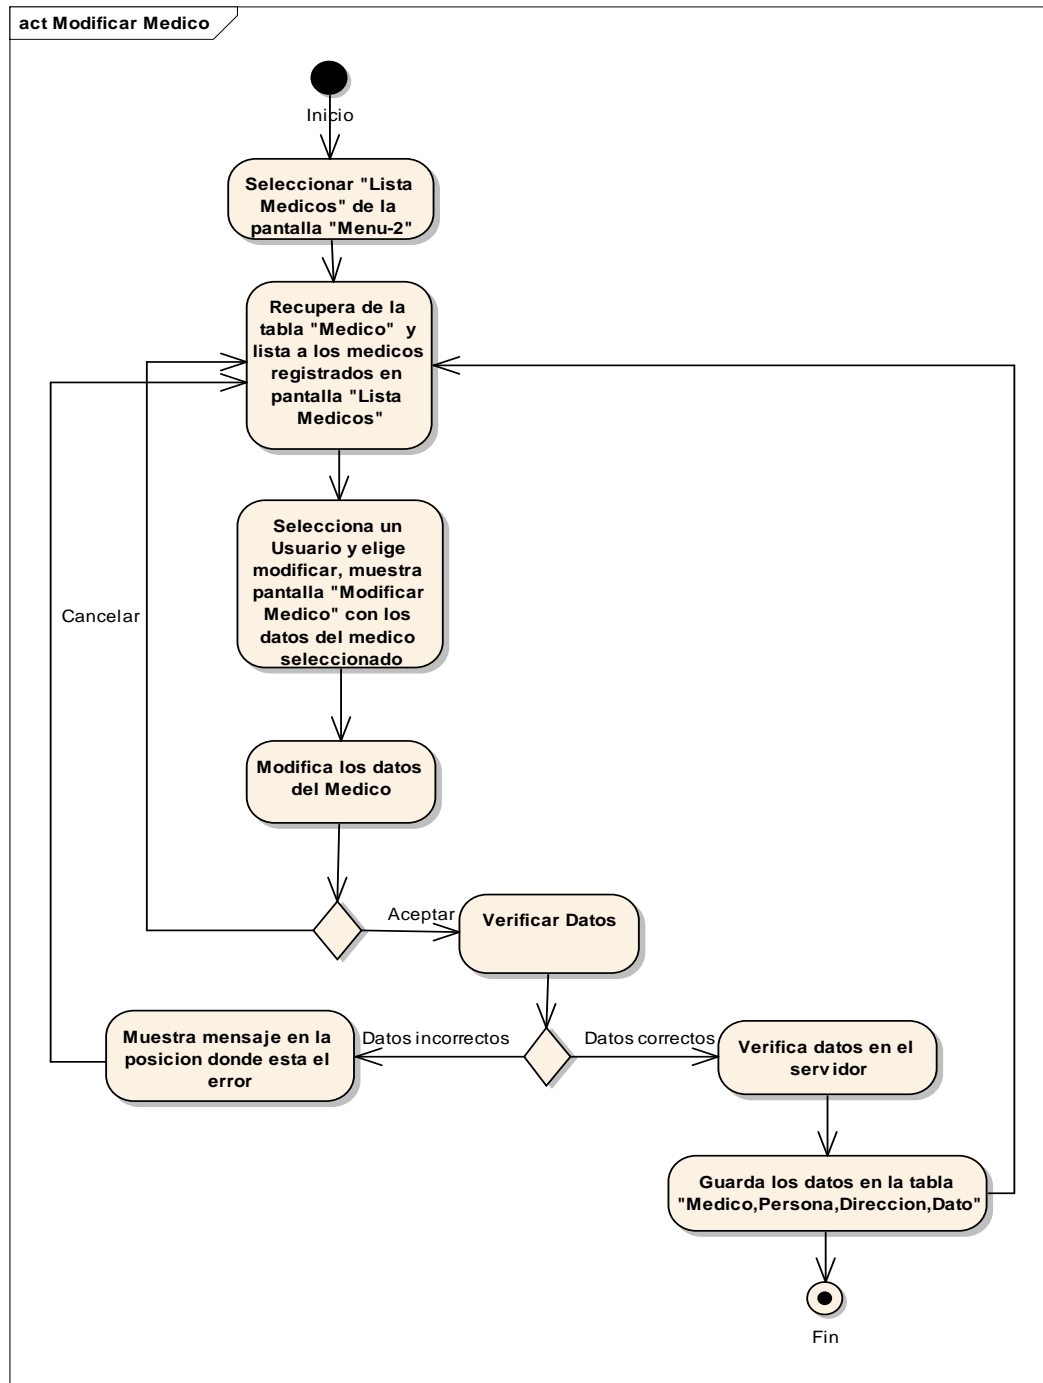 act Modificar Medico
Inicio
Seleccionar "Lista
Medicos" de la
pantalla "Menu-2"
Recupera de la
tabla "Medico" y
lista a los medicos
registrados en
pantalla "Lista
Medicos"
Selecciona un
Usuario y elige
modificar, muestra
pantalla "Modificar
Medico" con los
datos del medico
seleccionado
Cancelar
Modifica los datos
del Medico
Aceptar
Verificar Datos
Muestra mensaje en la
posicion donde esta el
error
Datos incorrectos
Datos correctos
Verifica datos en el
servidor
Guarda los datos en la tabla
"Medico,Persona,Direccion,Dato"
Fin